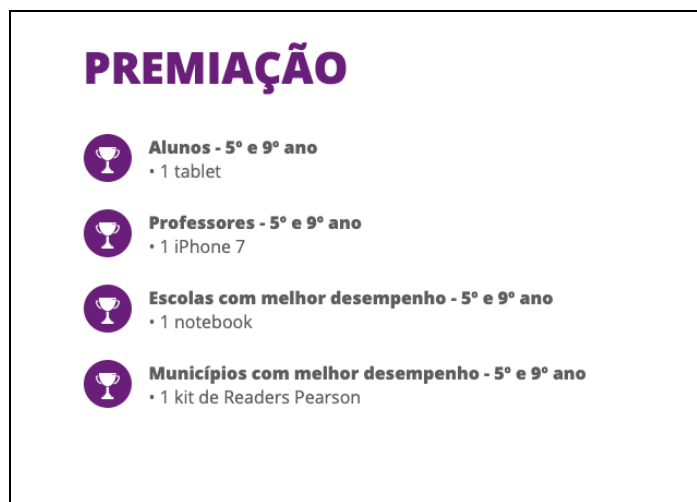 PREMIAÇÃO
Alunos - 5º e 9º ano
• 1 tablet
Professores - 5º e 9º ano
• 1 iPhone 7
Escolas com melhor desempenho - 5º e 9º ano
• 1 notebook
Municípios com melhor desempenho - 5º e 9º ano
• 1 kit de Readers Pearson